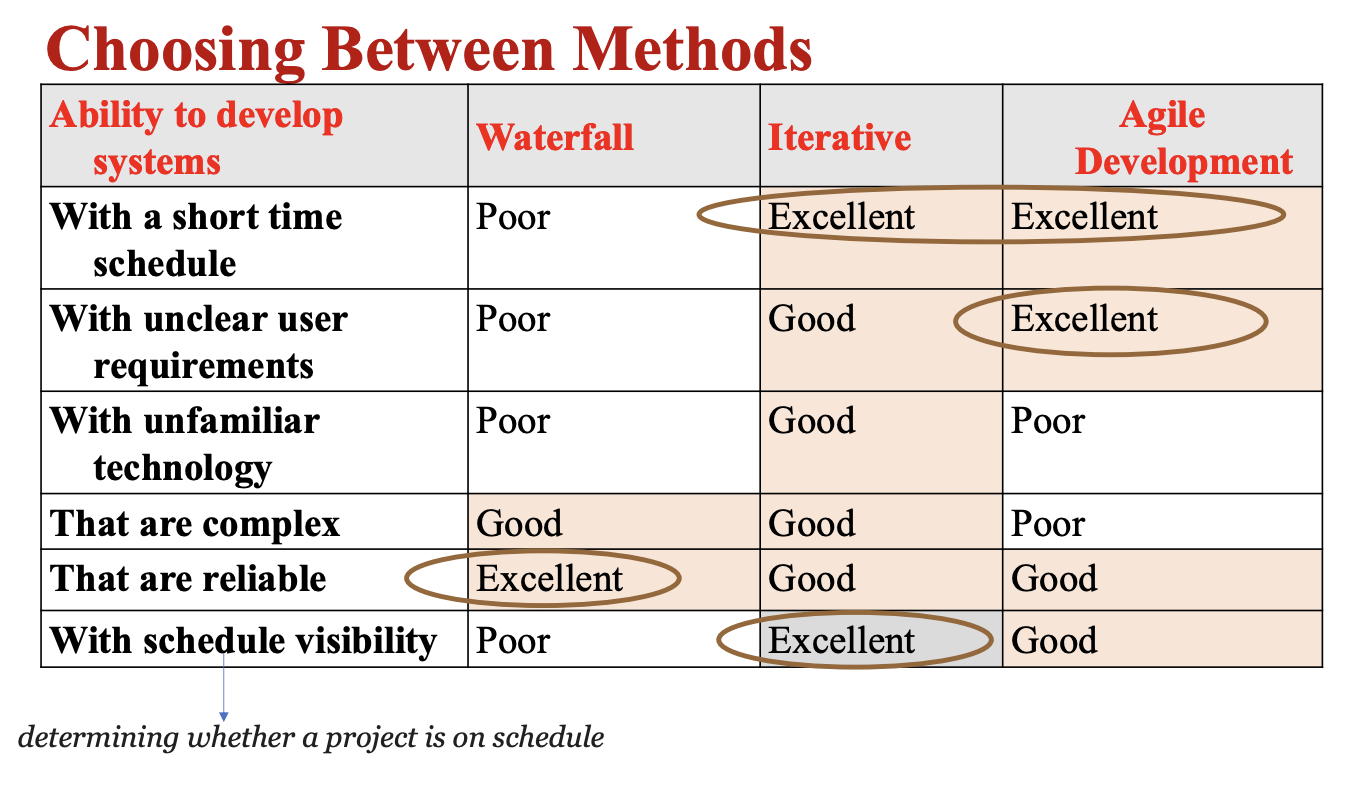 Choosing Between Methods
Ability to develop systems Waterfall Iterative Agile Development
With a short time schedule Poor Excellent Excellent
With unclear user requirements Poor Good Excellent
With unfamiliar technology Poor Good Poor
That are complex Good Good Poor
That are reliable Excellent Good Good
With schedule visibility Poor Excellent Good
determining whether a project is on schedule